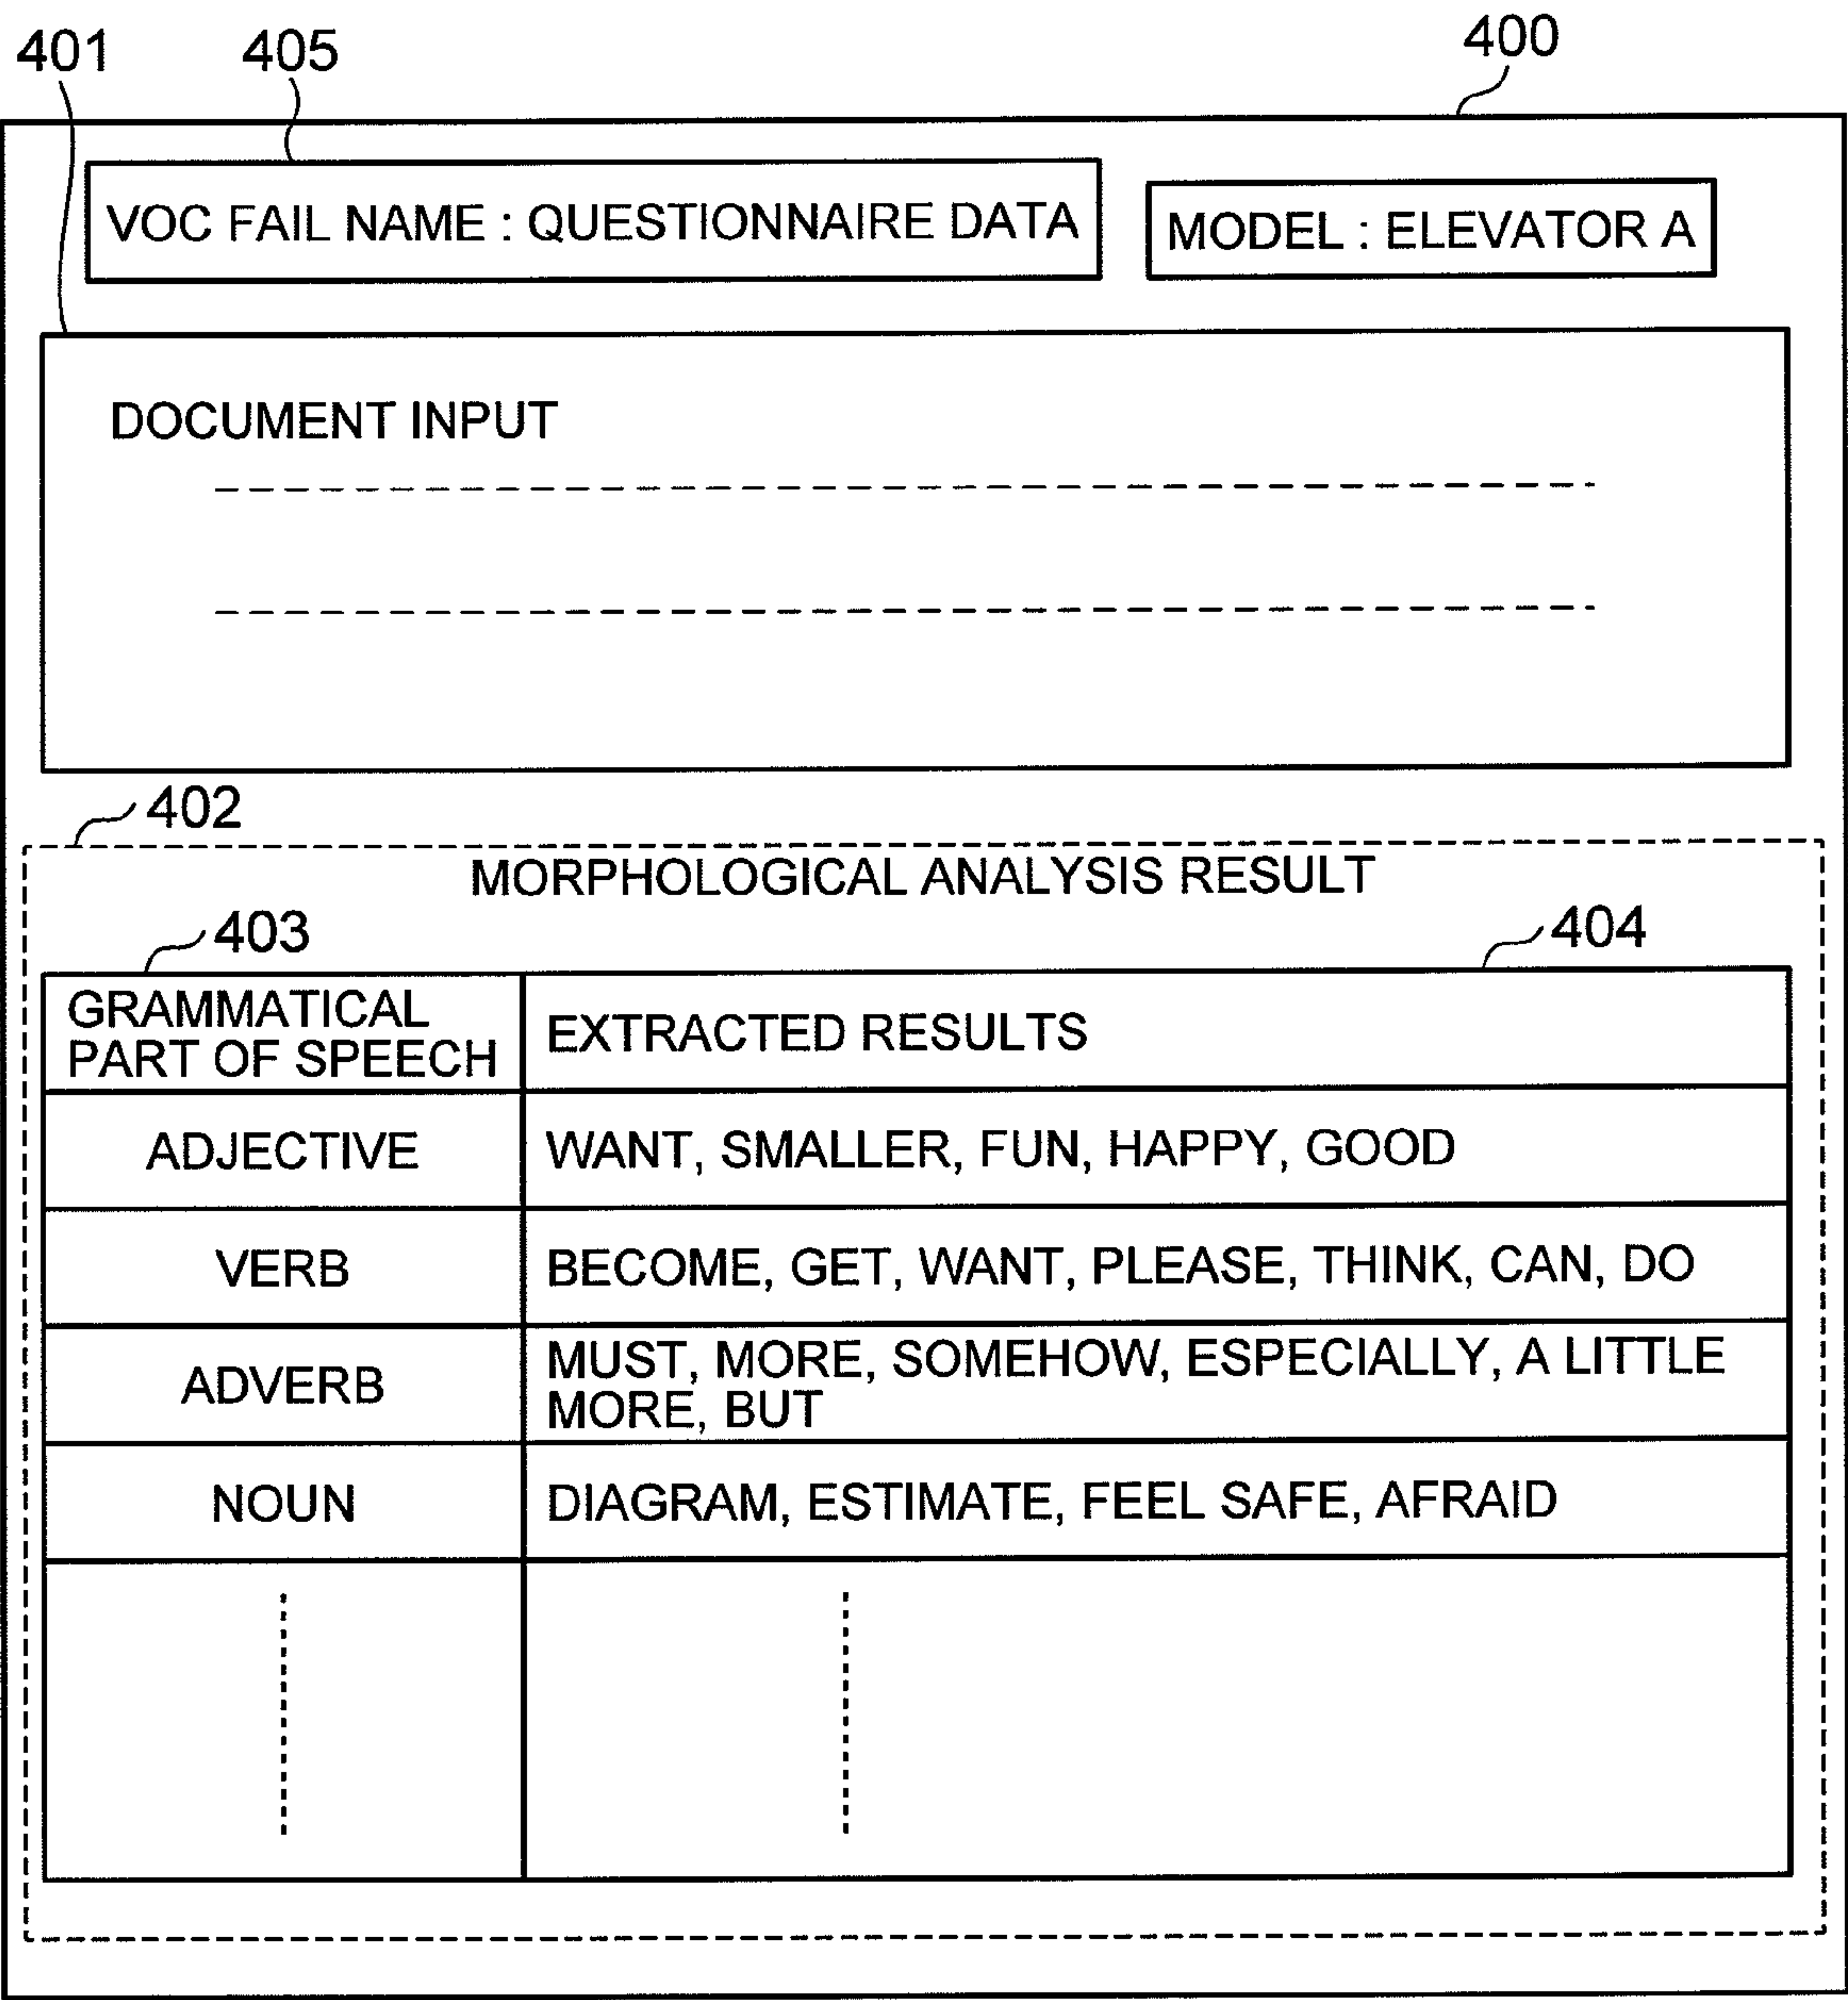 401 405 400
VOC FAIL NAME : QUESTIONNAIRE DATA
MODEL : ELEVATOR A
DOCUMENT INPUT
402
MORPHOLOGICAL ANALYSIS RESULT
403 404
GRAMMATICAL
PART OF SPEECH
EXTRACTED RESULTS
ADJECTIVE
WANT, SMALLER, FUN, HAPPY, GOOD
VERB
BECOME, GET, WANT, PLEASE, THINK, CAN, DO
ADVERB
MUST, MORE, SOMEHOW, ESPECIALLY, A LITTLE
MORE, BUT
NOUN
DIAGRAM, ESTIMATE, FEEL SAFE, AFRAID